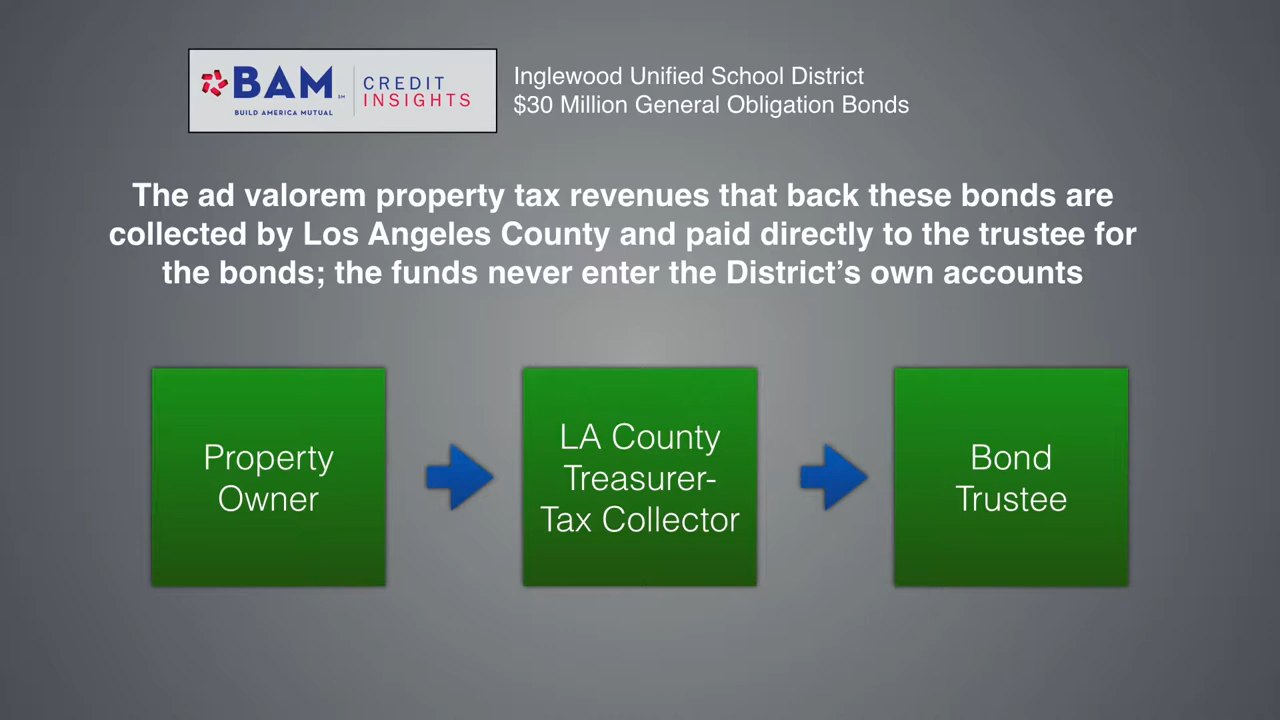 BAM SM
BUILD AMERICA MUTUAL
CREDIT
INSIGHTS
Inglewood Unified School District
$30 Million General Obligation Bonds
The ad valorem property tax revenues that back these bonds are
collected by Los Angeles County and paid directly to the trustee for
the bonds; the funds never enter the District’s own accounts
Property
Owner
LA County
Treasurer-
Tax Collector
Bond
Trustee